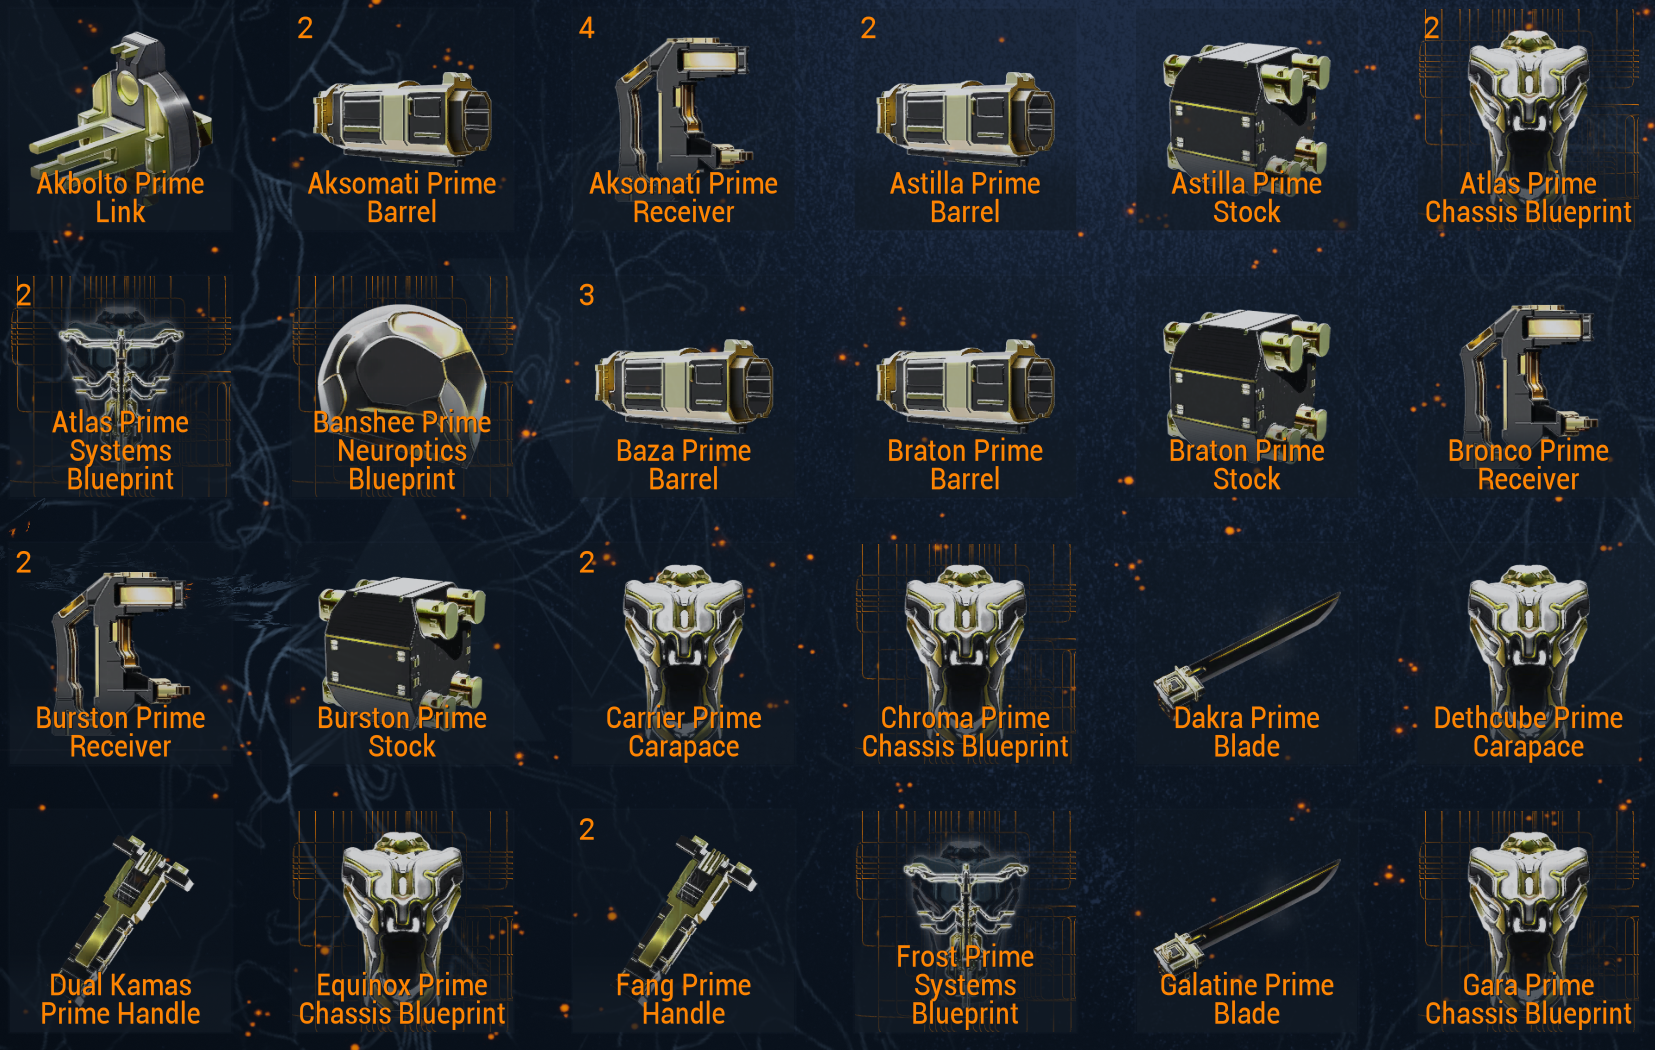 Akbolto Prime
Link
2
Aksomati Prime
Barrel
4
Aksomati Prime
Receiver
2
Astilla Prime
Barrel
Astilla Prime
Stock
2
Atlas Prime
Chassis Blueprint
2
Atlas Prime
Systems
Blueprint
Banshee Prime
Neuroptics
Blueprint
3
Baza Prime
Barrel
Braton Prime
Barrel
Braton Prime
Stock
Bronco Prime
Receiver
2
Burston Prime
Receiver
Burston Prime
Stock
2
Carrier Prime
Carapace
Chroma Prime
Chassis Blueprint
Dakra Prime
Blade
Dethcube Prime
Carapace
Dual Kamas
Prime Handle
Equinox Prime
Chassis Blueprint
2
Fang Prime
Handle
Frost Prime
Systems
Blueprint
Galatine Prime
Blade
Gara Prime
Chassis Blueprint